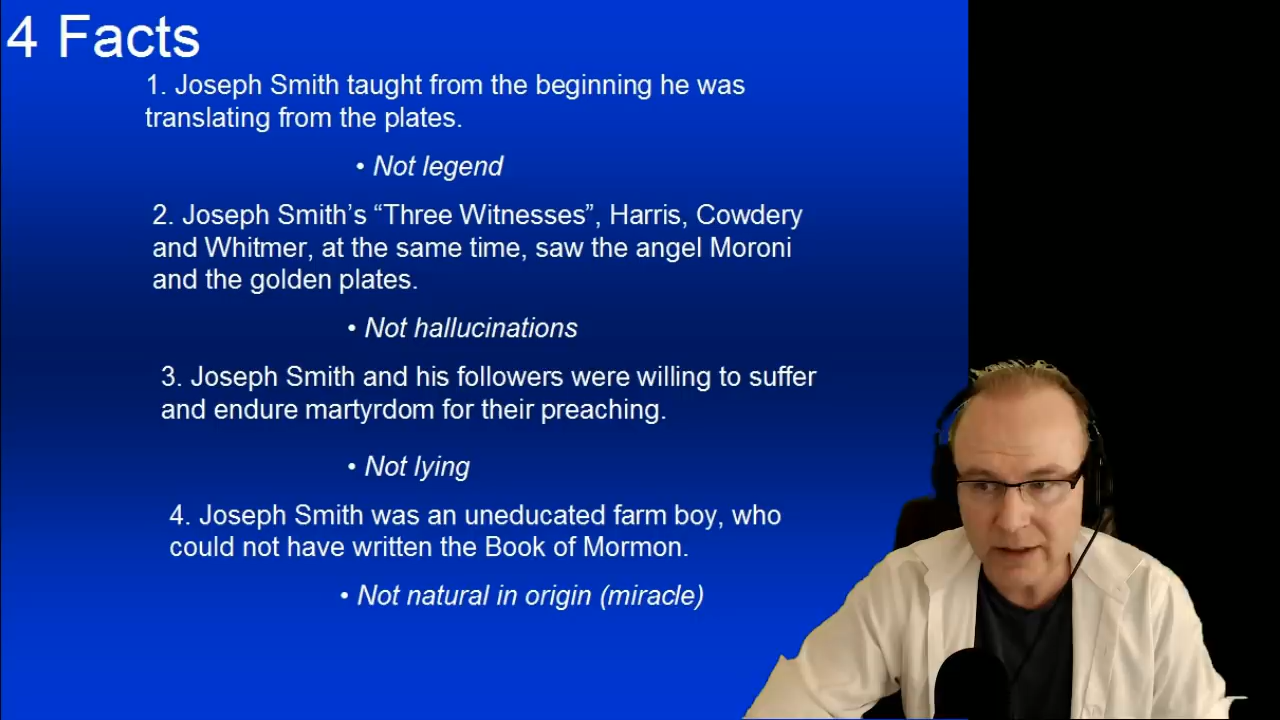 4 Facts
1. Joseph Smith taught from the beginning he was
translating from the plates.
• Not legend
2. Joseph Smith’s “Three Witnesses”, Harris, Cowdery
and Whitmer, at the same time, saw the angel Moroni
and the golden plates.
• Not hallucinations
3. Joseph Smith and his followers were willing to suffer
and endure martyrdom for their preaching.
• Not lying
4. Joseph Smith was an uneducated farm boy, who
could not have written the Book of Mormon.
• Not natural in origin (miracle)